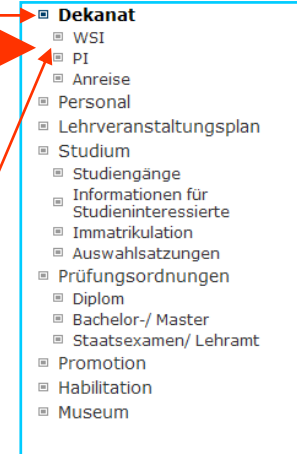 Dekanat
WSI
PI
Anreise
Personal
Lehrveranstaltungsplan
Studium
Studiengänge
Informationen für
Studieninteressierte
Immatrikulation
Auswahlsatzungen
Prüfungsordnungen
Diplom
Bachelor-/ Master
Staatsexamen/ Lehramt
Promotion
Habilitation
Museum